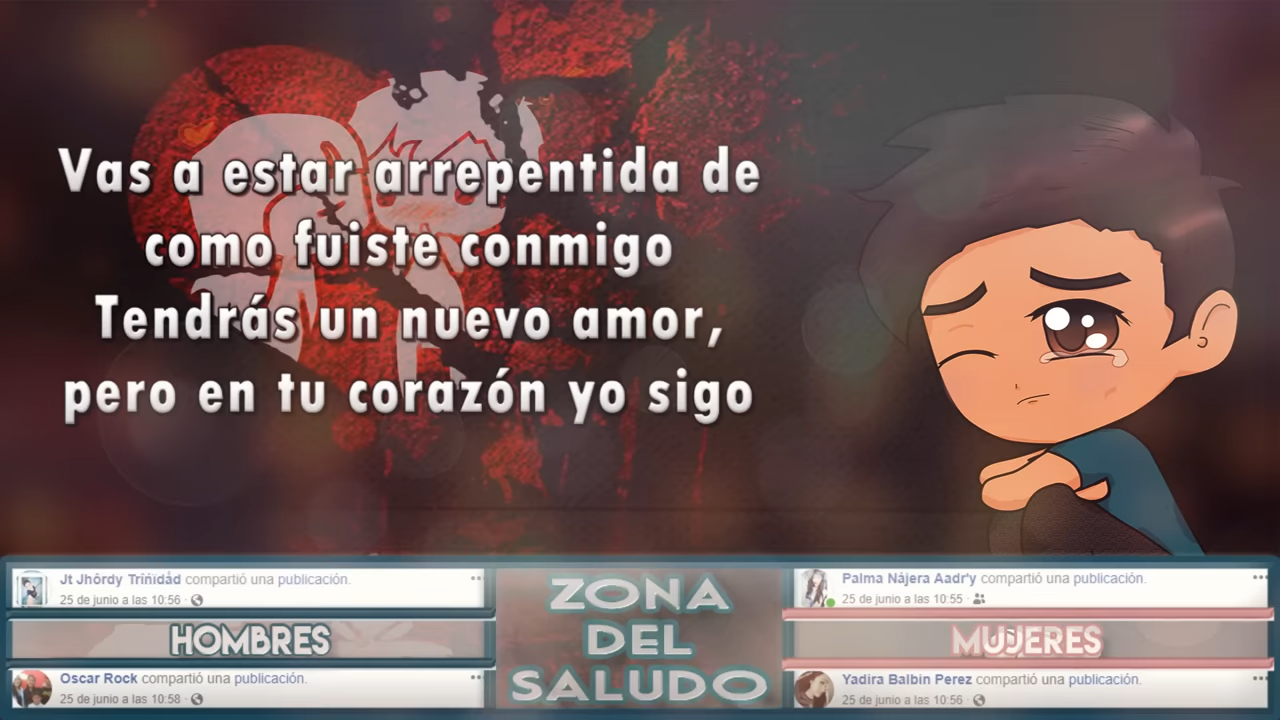 Vas a estar arrepentida de
como fuiste conmigo
Tendrás un nuevo amor,
pero en tu corazón yo sigo
Jt Jhôrdy Trîñîdåd compartió una publicación.
25 de junio a las 10:56 ·
HOMBRES
Oscar Rock compartió una publicación.
25 de junio a las 10:58 ·
ZONA
DEL
SALUDO
Palma Nájera Aadr'y compartió una publicación.
25 de junio a las 10:55 ·
MUJERES
Yadira Balbin Perez compartió una publicación.
25 de junio a las 10:56 ·